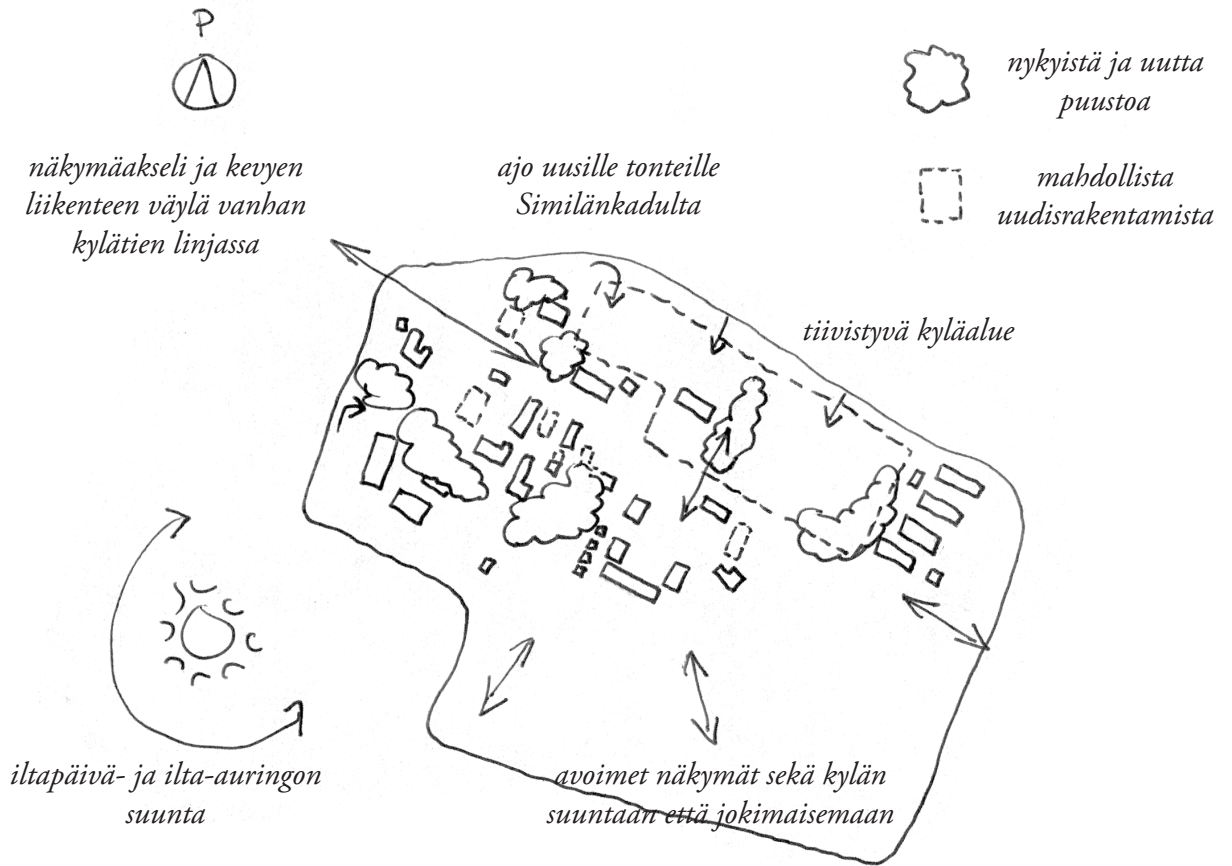 P
nykyistä ja uutta
puustoa
näkymäakseli ja kevyen
liikenteen väylä vanhan
kylätien linjassa
ajo uusille tonteille
Similänkadulta
mahdollista
uudisrakentamista
tiivistyvä kyläalue
iltapäivä- ja ilta-auringon
suunta
avoimet näkymät sekä kylän
suuntaan että jokimaisemaan